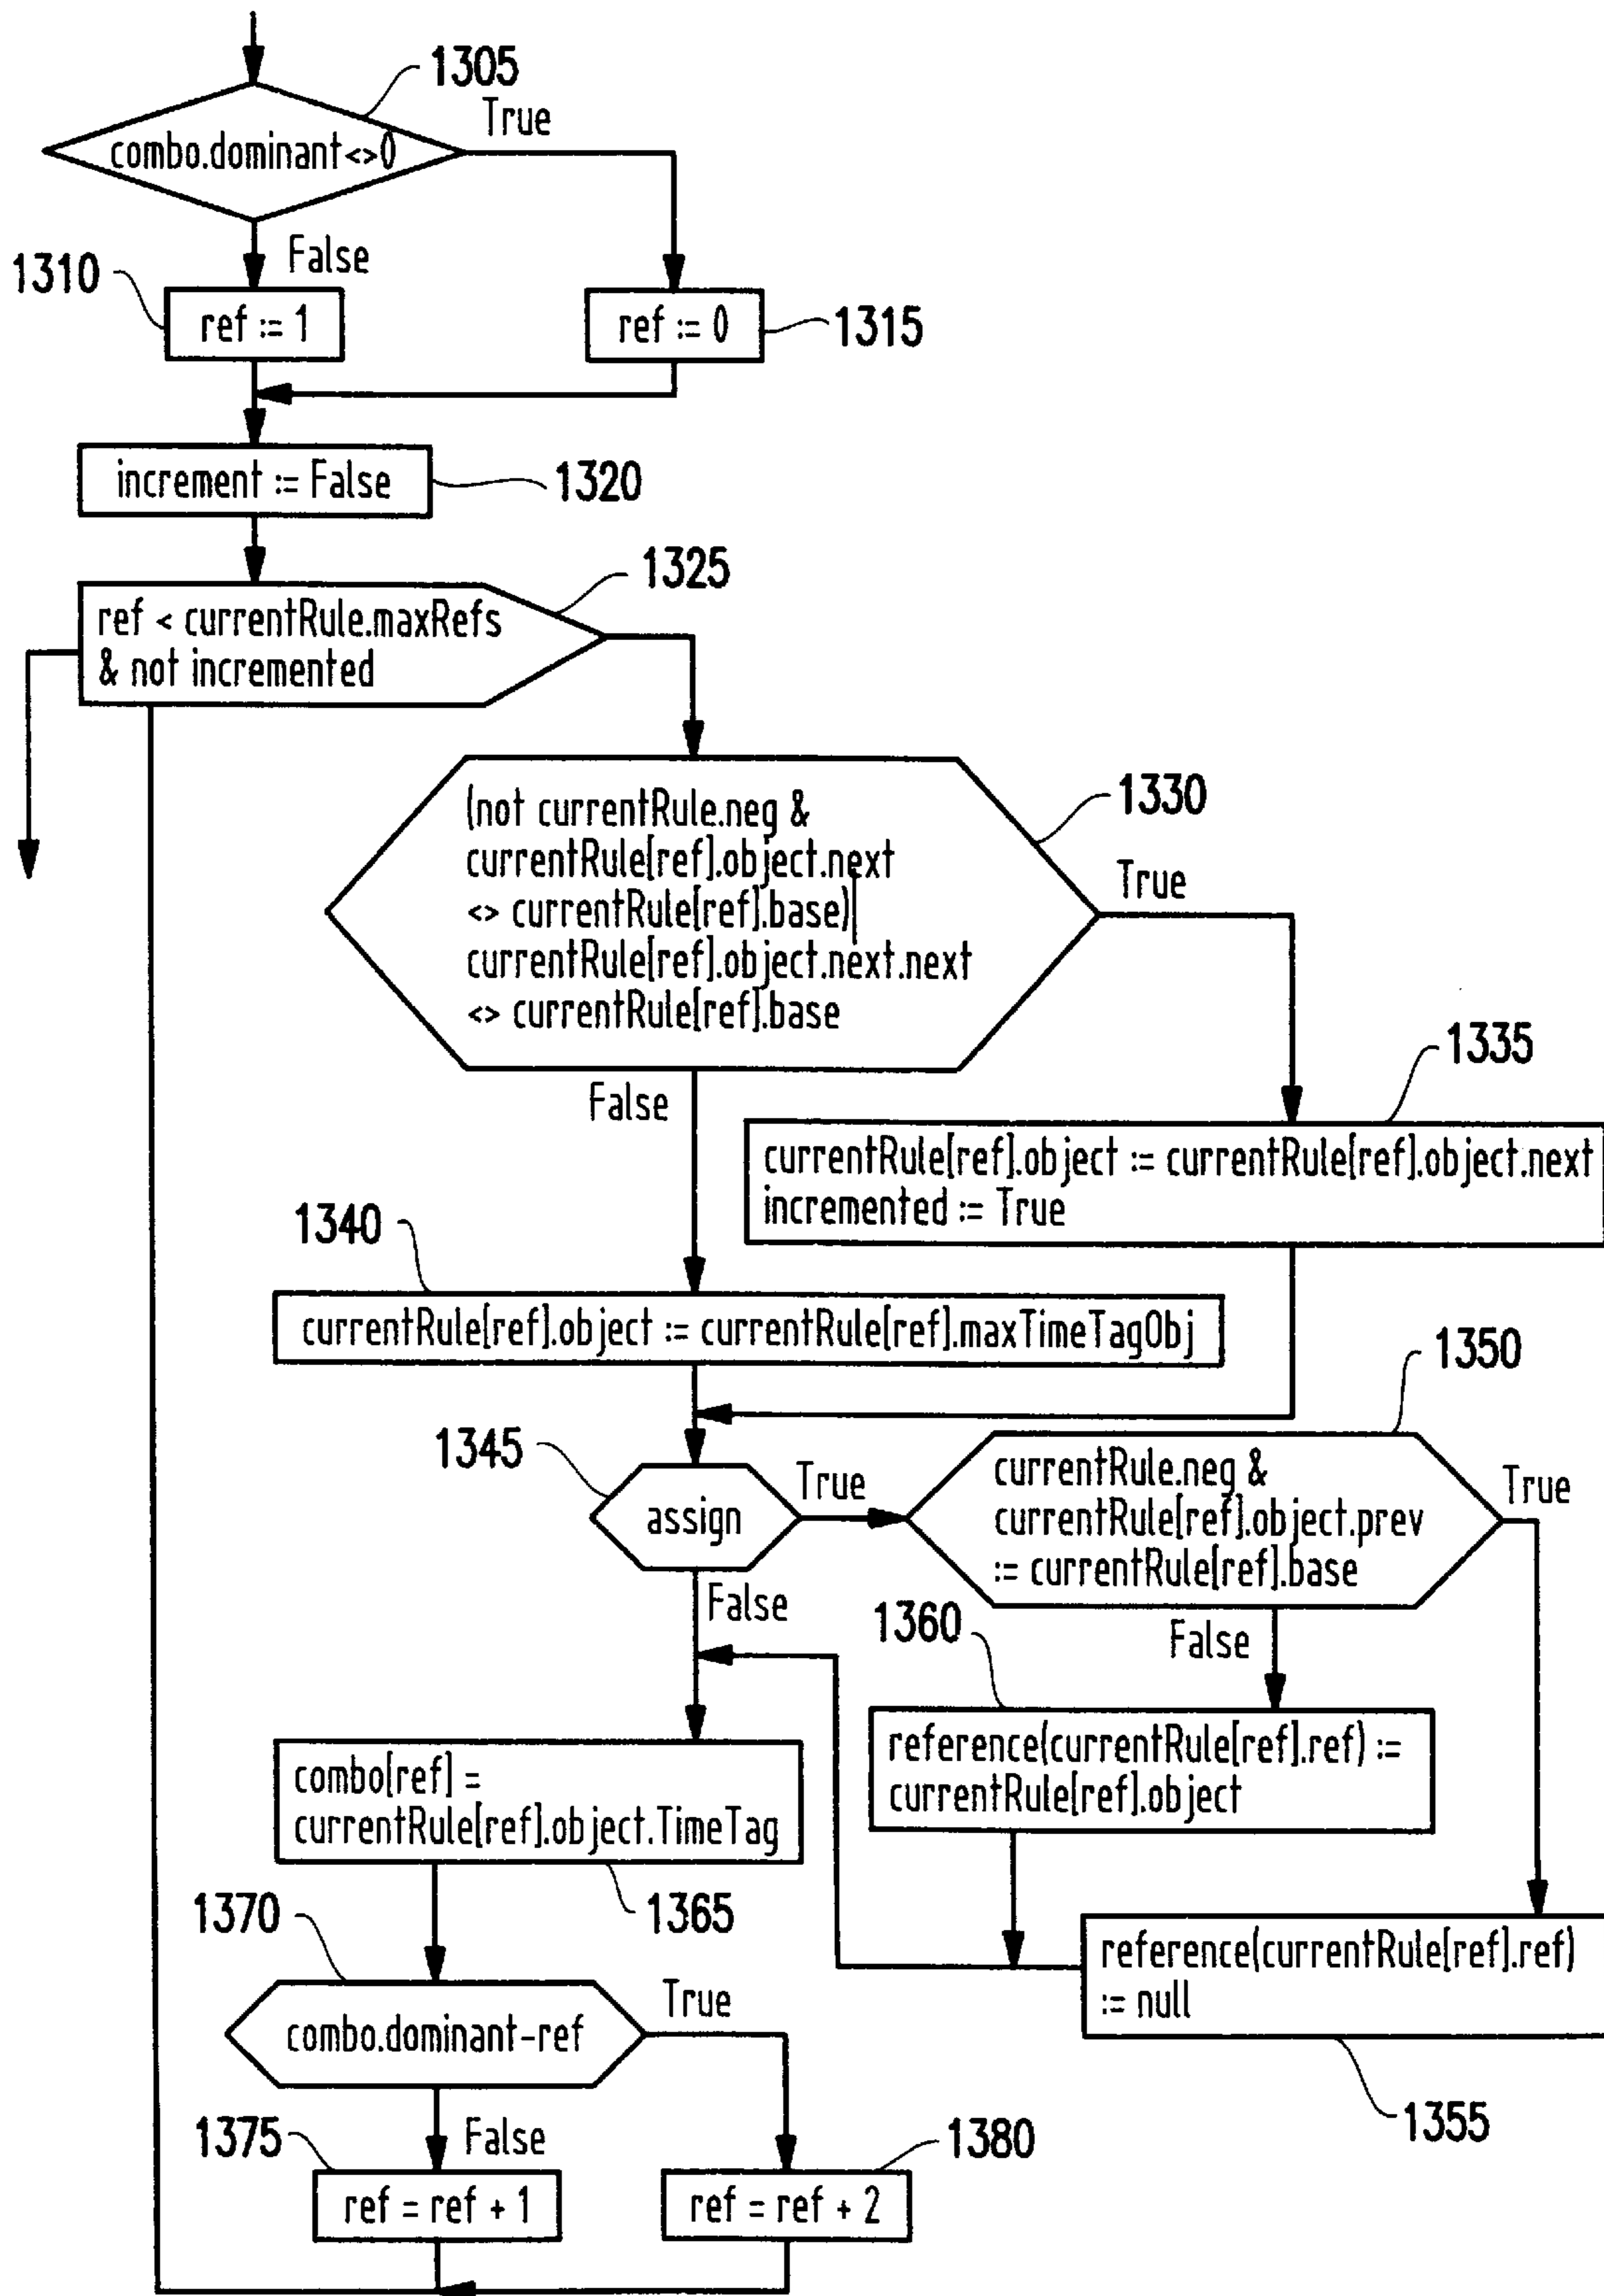 1305
True
combo.dominant<>0
False
1310
ref := 1
ref := 0
1315
increment := False
1320
1325
ref < currentRule.maxRefs
& not incremented
1330
(not currentRule.neg &
currentRule[ref].object.next
<> currentRule[ref].base)|
currentRule[ref].object.next.next
<> currentRule[ref].base
True
False
1335
currentRule[ref].object := currentRule[ref].object.next
incremented := True
1340
currentRule[ref].object := currentRule[ref].maxTimeTagObj
1350
1345
assign
True
currentRule.neg &
currentRule[ref].object.prev
:= currentRule[ref].base
True
False
1360
False
reference(currentRule[ref].ref) :=
currentRule[ref].object
combo[ref] =
currentRule[ref].object.TimeTag
1365
1370
reference(currentRule[ref].ref)
:= null
1355
combo.dominant-ref
True
False
1375
ref = ref + 1
1380
ref = ref + 2